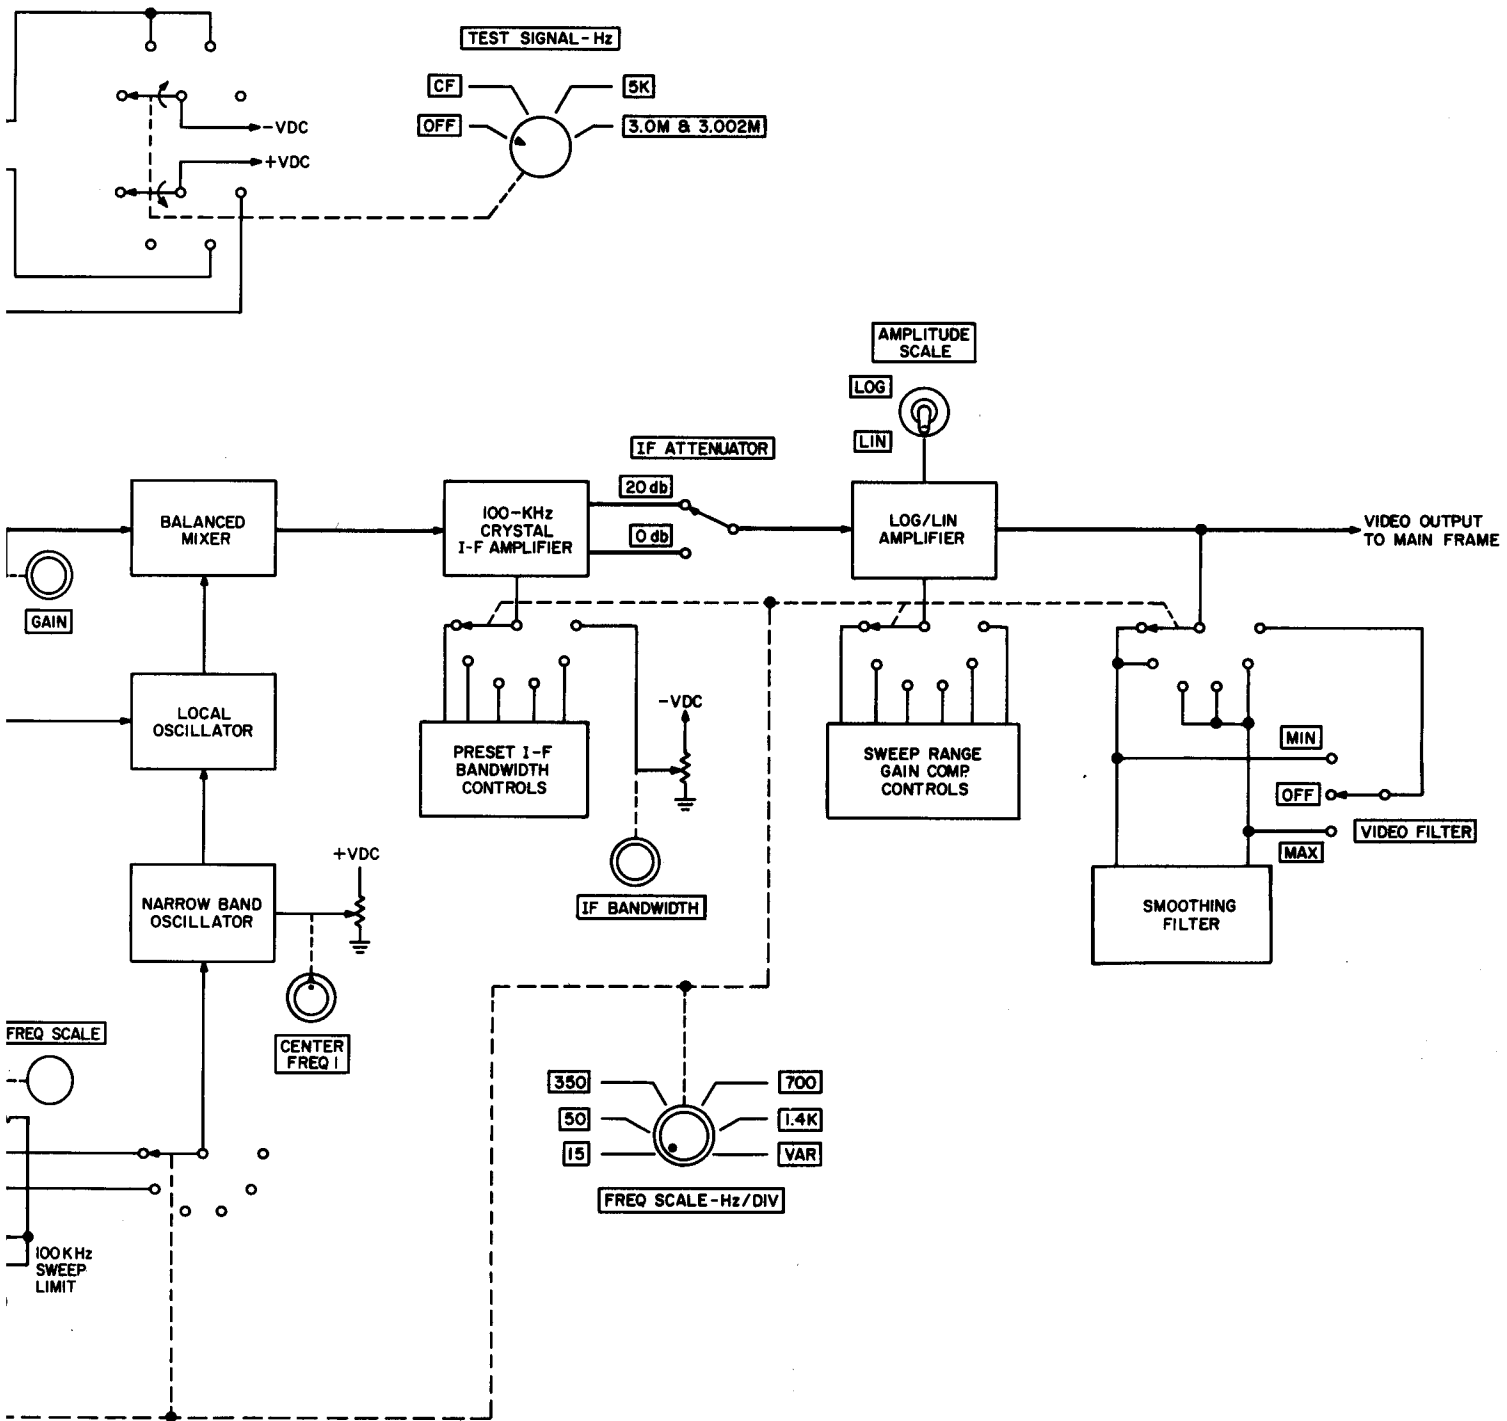 TEST SIGNAL-Hz
CF
5K
OFF
3.0M & 3.002M
-VDC
+VDC
AMPLITUDE
SCALE
LOG
LIN
IF ATTENUATOR
20 db
0 db
BALANCED
MIXER
100-KHz
CRYSTAL
I-F AMPLIFIER
LOG/LIN
AMPLIFIER
VIDEO OUTPUT
TO MAIN FRAME
GAIN
LOCAL
OSCILLATOR
PRESET I-F
BANDWIDTH
CONTROLS
-VDC
SWEEP RANGE
GAIN COMP.
CONTROLS
MIN
OFF
VIDEO FILTER
MAX
+VDC
NARROW BAND
OSCILLATOR
IF BANDWIDTH
SMOOTHING
FILTER
FREQ SCALE
CENTER
FREQ I
350
700
50
1.4K
15
VAR
FREQ SCALE-Hz/DIV
100KHz
SWEEP
LIMIT